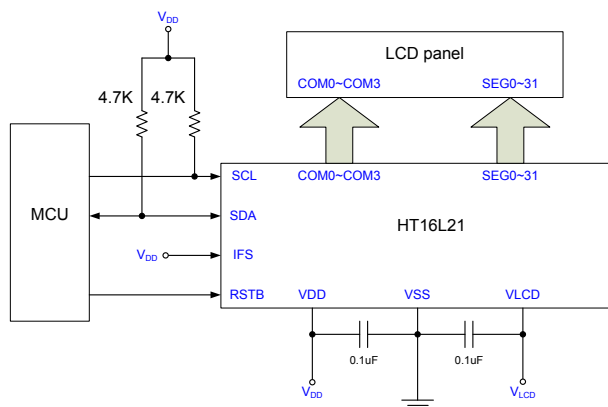 VDD
LCD panel
COM0~COM3 SEG0~31
4.7K 4.7K
COM0~COM3 SEG0~31
SCL
MCU
SDA
HT16L21
VDD
IFS
RSTB
VDD VSS VLCD
0.1uF 0.1uF
VDD
VLCD